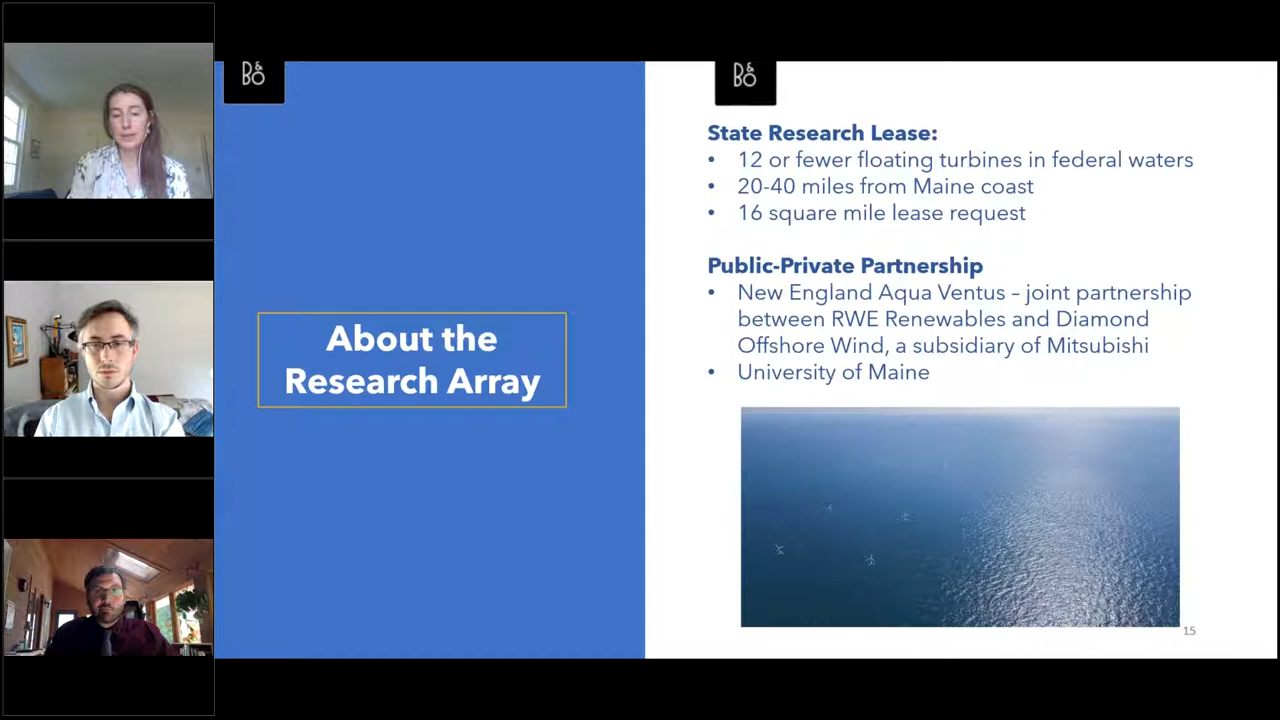 B&O
B&O
About the
Research Array
State Research Lease:
• 12 or fewer floating turbines in federal waters
• 20-40 miles from Maine coast
• 16 square mile lease request
Public-Private Partnership
• New England Aqua Ventus – joint partnership
between RWE Renewables and Diamond
Offshore Wind, a subsidiary of Mitsubishi
• University of Maine
15